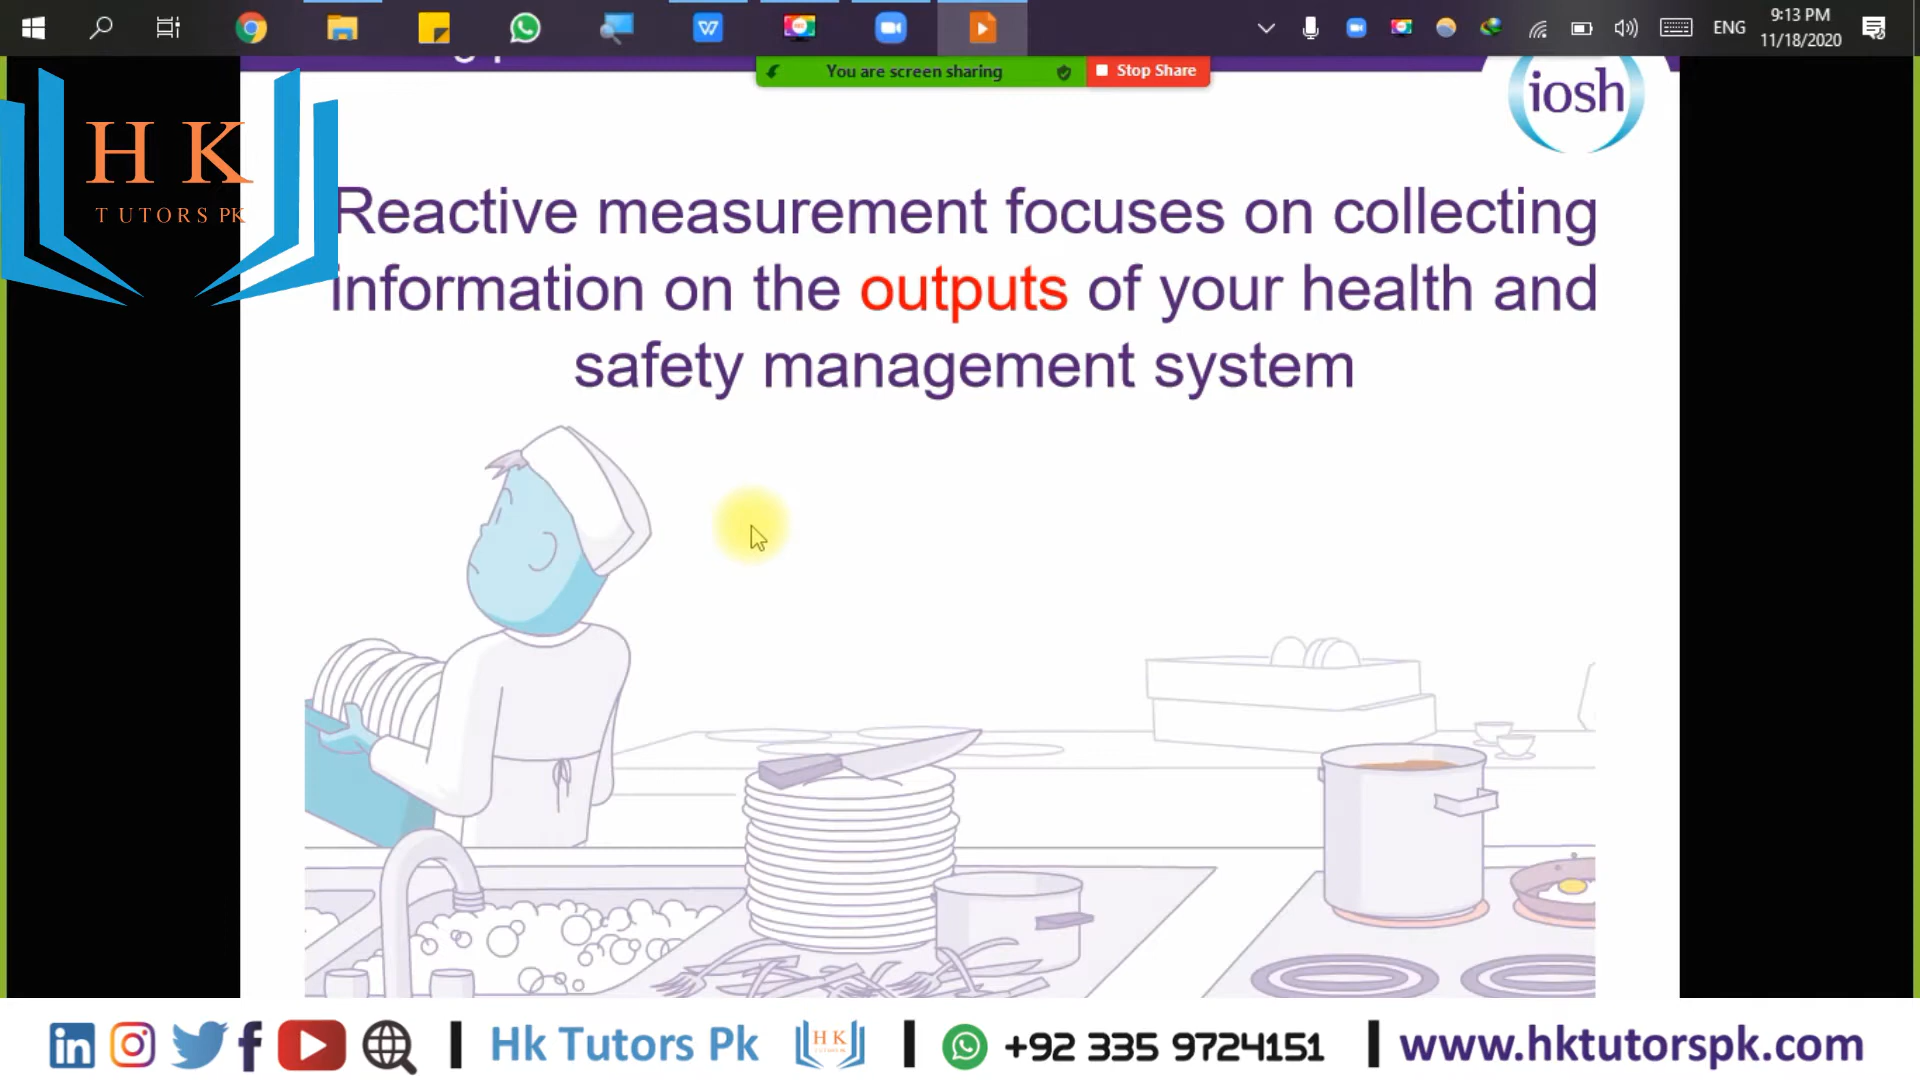 9:13 PM
ENG
11/18/2020
You are screen sharing
Stop Share
iosh
H K
TUTORS PK
Reactive measurement focuses on collecting
information on the outputs of your health and
safety management system
Hk Tutors Pk
H K
+92 335 9724151
www.hktutorspk.com